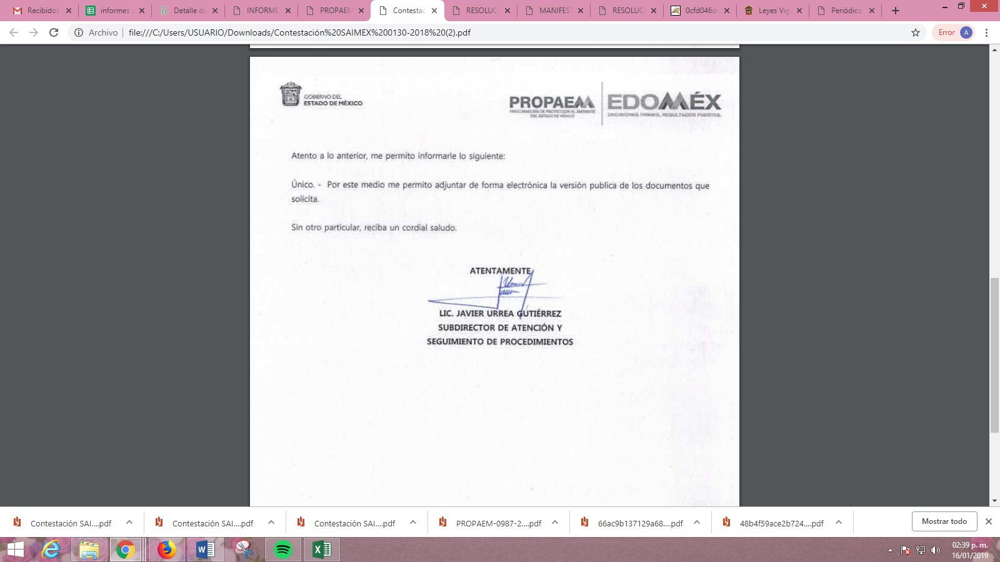 Recibidos
informes
Detalle de
INFORME
PROPAEM
Contestac
RESOLUC
MANIFEST
RESOLUC
0cfd046d
Leyes Vig
Periódico
Archivo
file:///C:/Users/USUARIO/Downloads/Contestación%20SAIMEX%200130-2018%20(2).pdf
Error
A
GOBIERNO DEL
ESTADO DE MÉXICO
PROPAEM
PROCURADURÍA DE PROTECCIÓN AL AMBIENTE
DEL ESTADO DE MÉXICO
EDOMÉX
DECISIONES FIRMES, RESULTADOS FUERTES.
Atento a lo anterior, me permito informarle lo siguiente:
Único. - Por este medio me permito adjuntar de forma electrónica la versión publica de los documentos que
solicita.
Sin otro particular, reciba un cordial saludo.
ATENTAMENTE
LIC. JAVIER URREA GUTIÉRREZ
SUBDIRECTOR DE ATENCIÓN Y
SEGUIMIENTO DE PROCEDIMIENTOS
Contestación SAI....pdf
Contestación SAI....pdf
Contestación SAI....pdf
PROPAEM-0987-2....pdf
66ac9b137129a68....pdf
48b4f59ace2b724....pdf
Mostrar todo
02:39 p. m.
16/01/2019